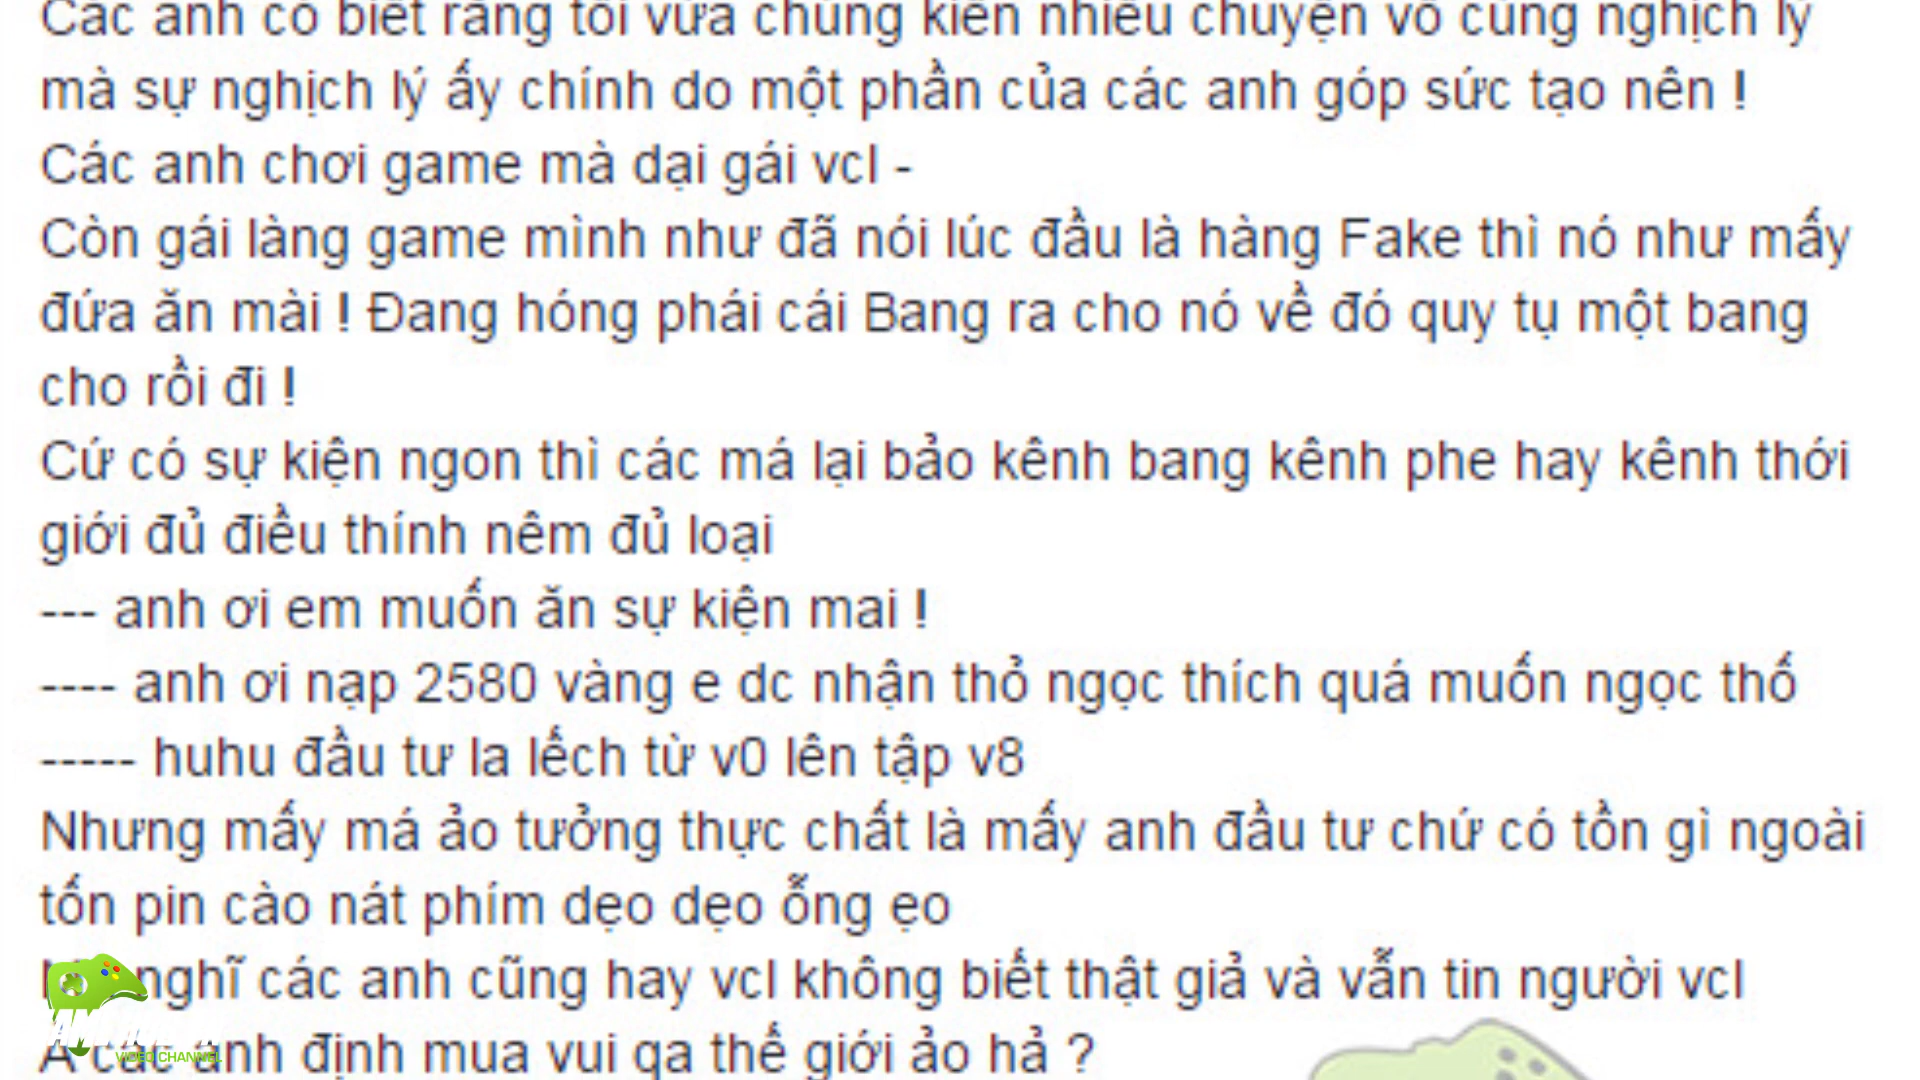 Các anh có biết rằng tôi vừa chứng kiến nhiều chuyện vô cùng nghịch lý
mà sự nghịch lý ấy chính do một phần của các anh góp sức tạo nên !
Các anh chơi game mà dại gái vcl -
Còn gái làng game mình như đã nói lúc đầu là hàng Fake thì nó như mấy
đứa ăn mài ! Đang hóng phái cái Bang ra cho nó về đó quy tụ một bang
cho rồi đi !
Cứ có sự kiện ngon thì các má lại bảo kênh bang kênh phe hay kênh thới
giới đủ điều thính nêm đủ loại
--- anh ơi em muốn ăn sự kiện mai !
---- anh ơi nạp 2580 vàng e dc nhận thỏ ngọc thích quá muốn ngọc thố
----- huhu đầu tư la lếch từ v0 lên tập v8
Nhưng mấy má ảo tưởng thực chất là mấy anh đầu tư chứ có tồn gì ngoài
tốn pin cào nát phím dẹo dẹo ỗng ẹo
nghĩ các anh cũng hay vcl không biết thật giả và vẫn tin người vcl
À các anh định mua vui qa thế giới ảo hả ?
VIDEO CHANNEL